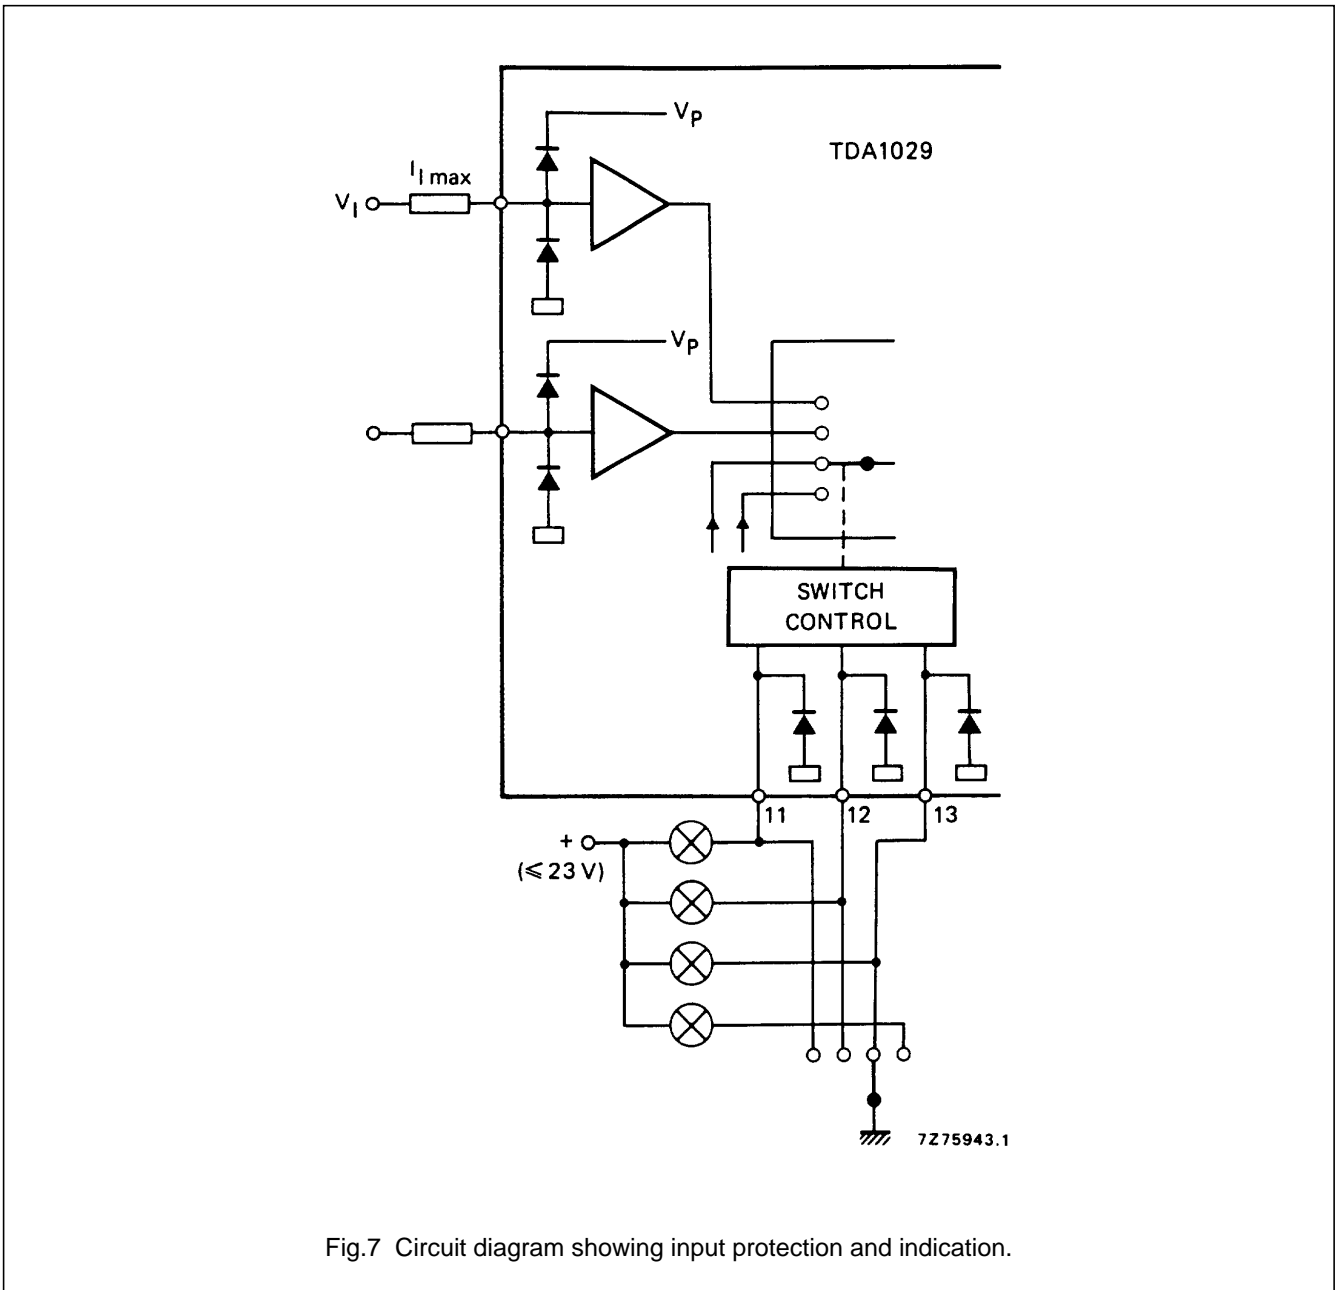 V_P
TDA1029
I_I max
V_I
V_P
SWITCH
CONTROL
11
12
13
+
(≤ 23 V)
7Z75943.1
Fig.7 Circuit diagram showing input protection and indication.